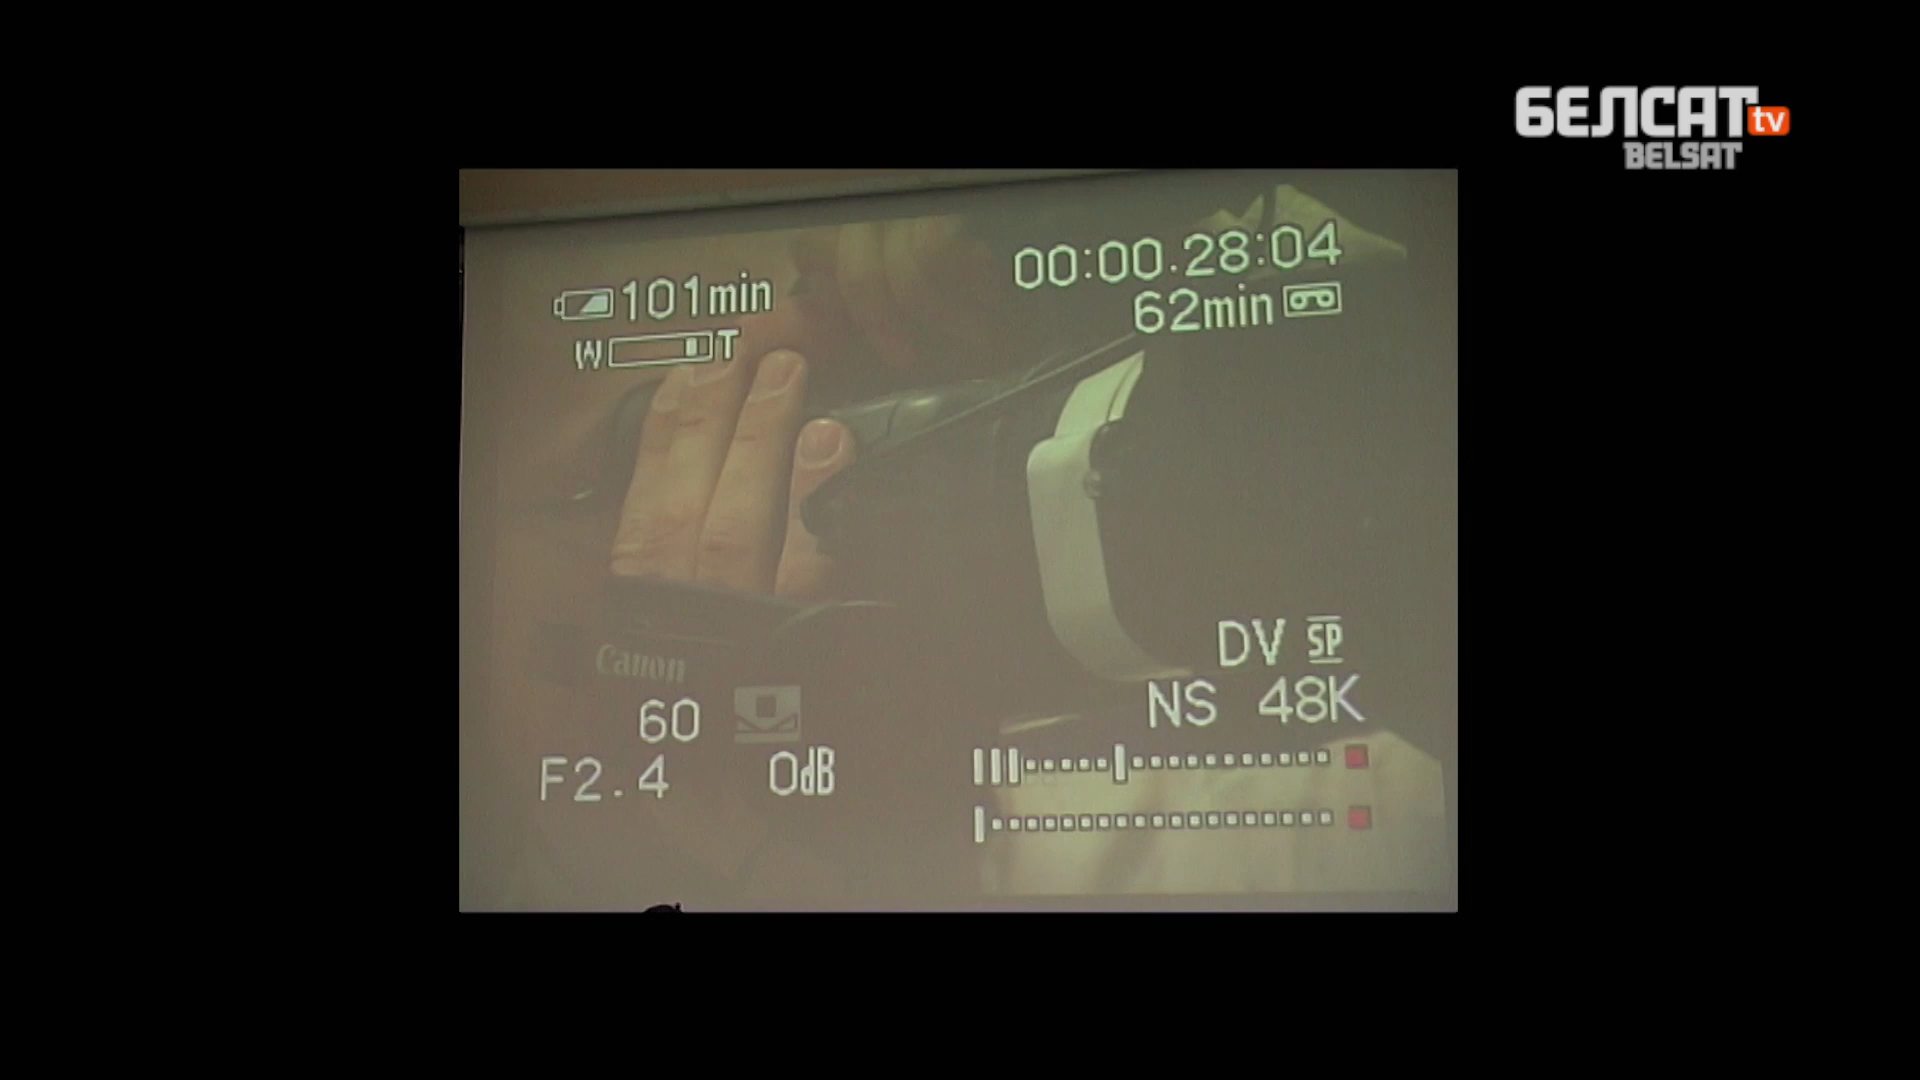 БЕЛСАТ tv
BELSAT
00:00.28:04
101min
62min
W T
Canon
DV SP
60
NS 48K
F2.4 0dB